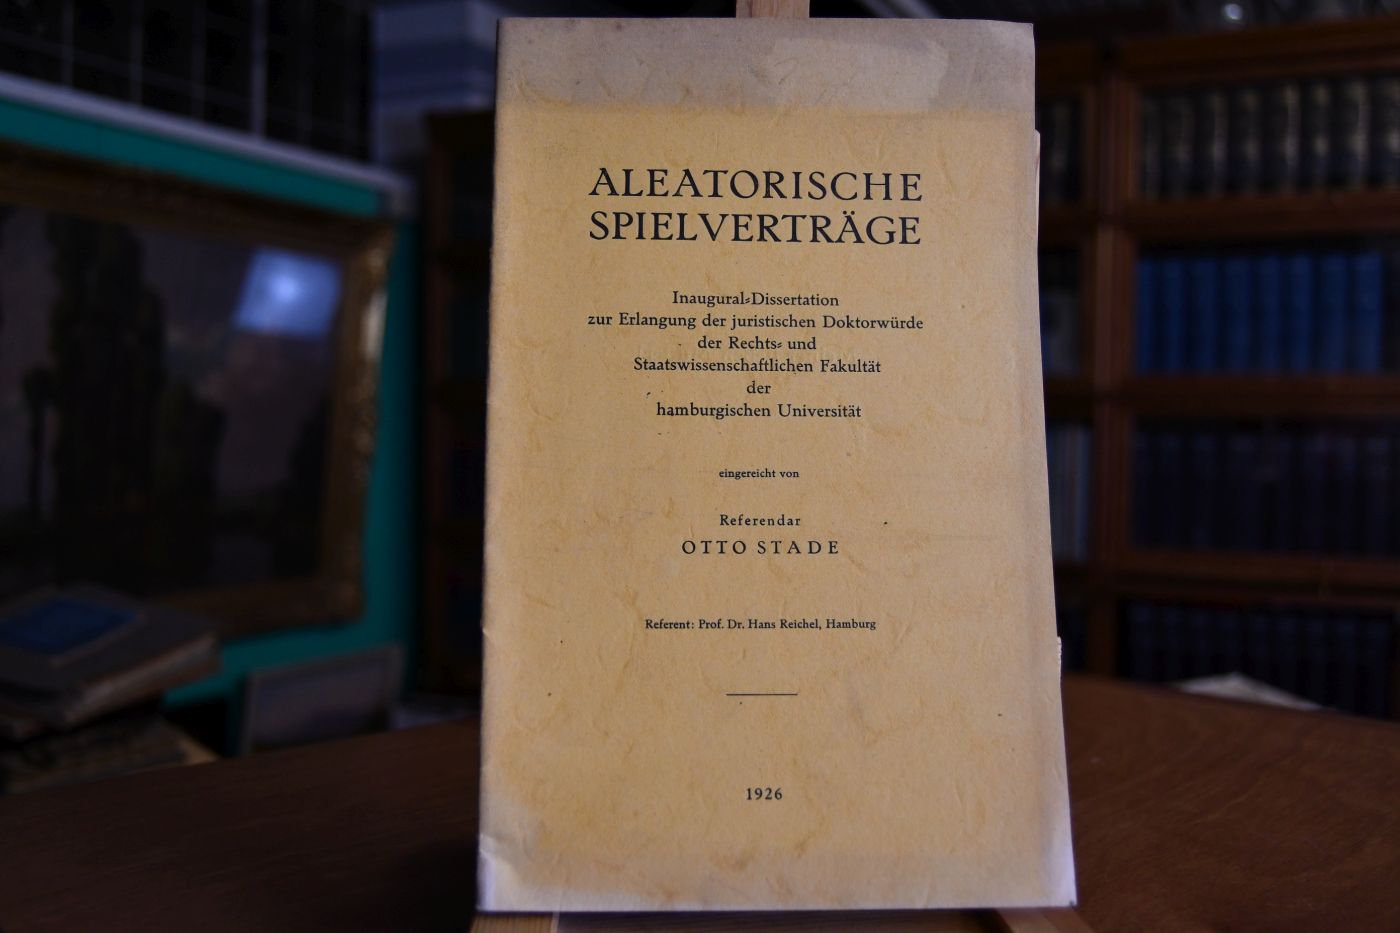 ALEATORISCHE
SPIELVERTRÄGE
Inaugural-Dissertation
zur Erlangung der juristischen Doktorwürde
der Rechts- und
Staatswissenschaftlichen Fakultät
der
hamburgischen Universität
eingereicht von
Referendar
OTTO STADE
Referent: Prof. Dr. Hans Reichel, Hamburg
1926